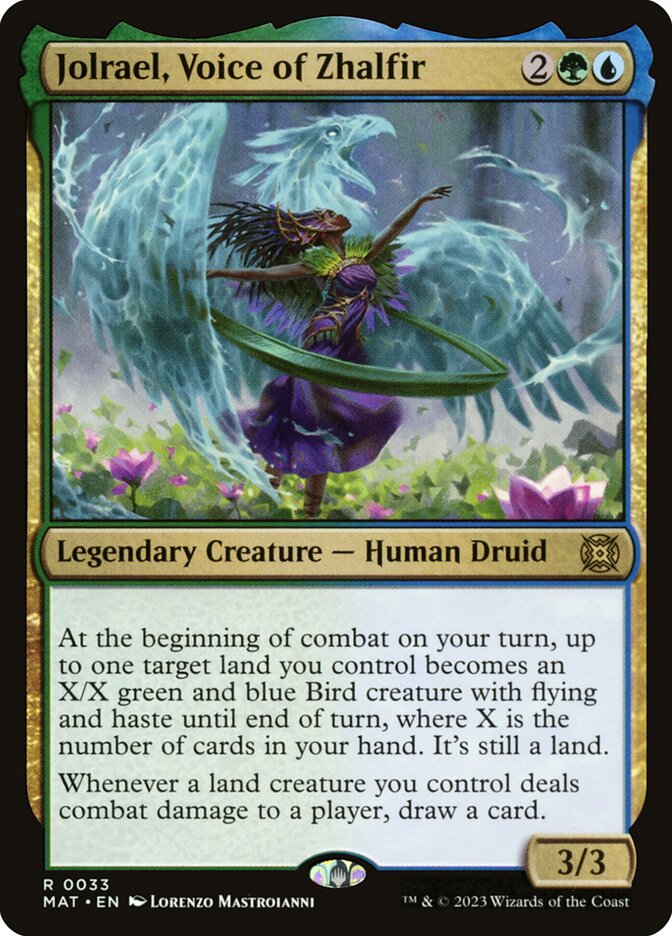 Jolrael, Voice of Zhalfir 2
Legendary Creature — Human Druid
At the beginning of combat on your turn, up
to one target land you control becomes an
X/X green and blue Bird creature with flying
and haste until end of turn, where X is the
number of cards in your hand. It's still a land.
Whenever a land creature you control deals
combat damage to a player, draw a card.
3/3
R 0033
MAT • EN Lorenzo Mastroianni
™ & © 2023 Wizards of the Coast